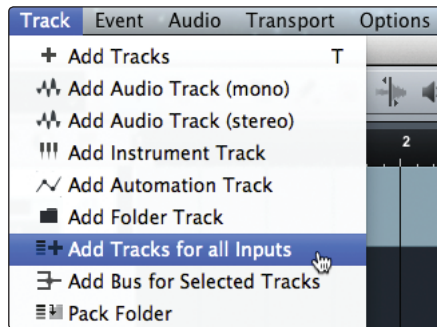 Track Event Audio Transport Options
Add Tracks T
Add Audio Track (mono)
Add Audio Track (stereo)
Add Instrument Track
Add Automation Track
Add Folder Track
Add Tracks for all Inputs
Add Bus for Selected Tracks
Pack Folder
2